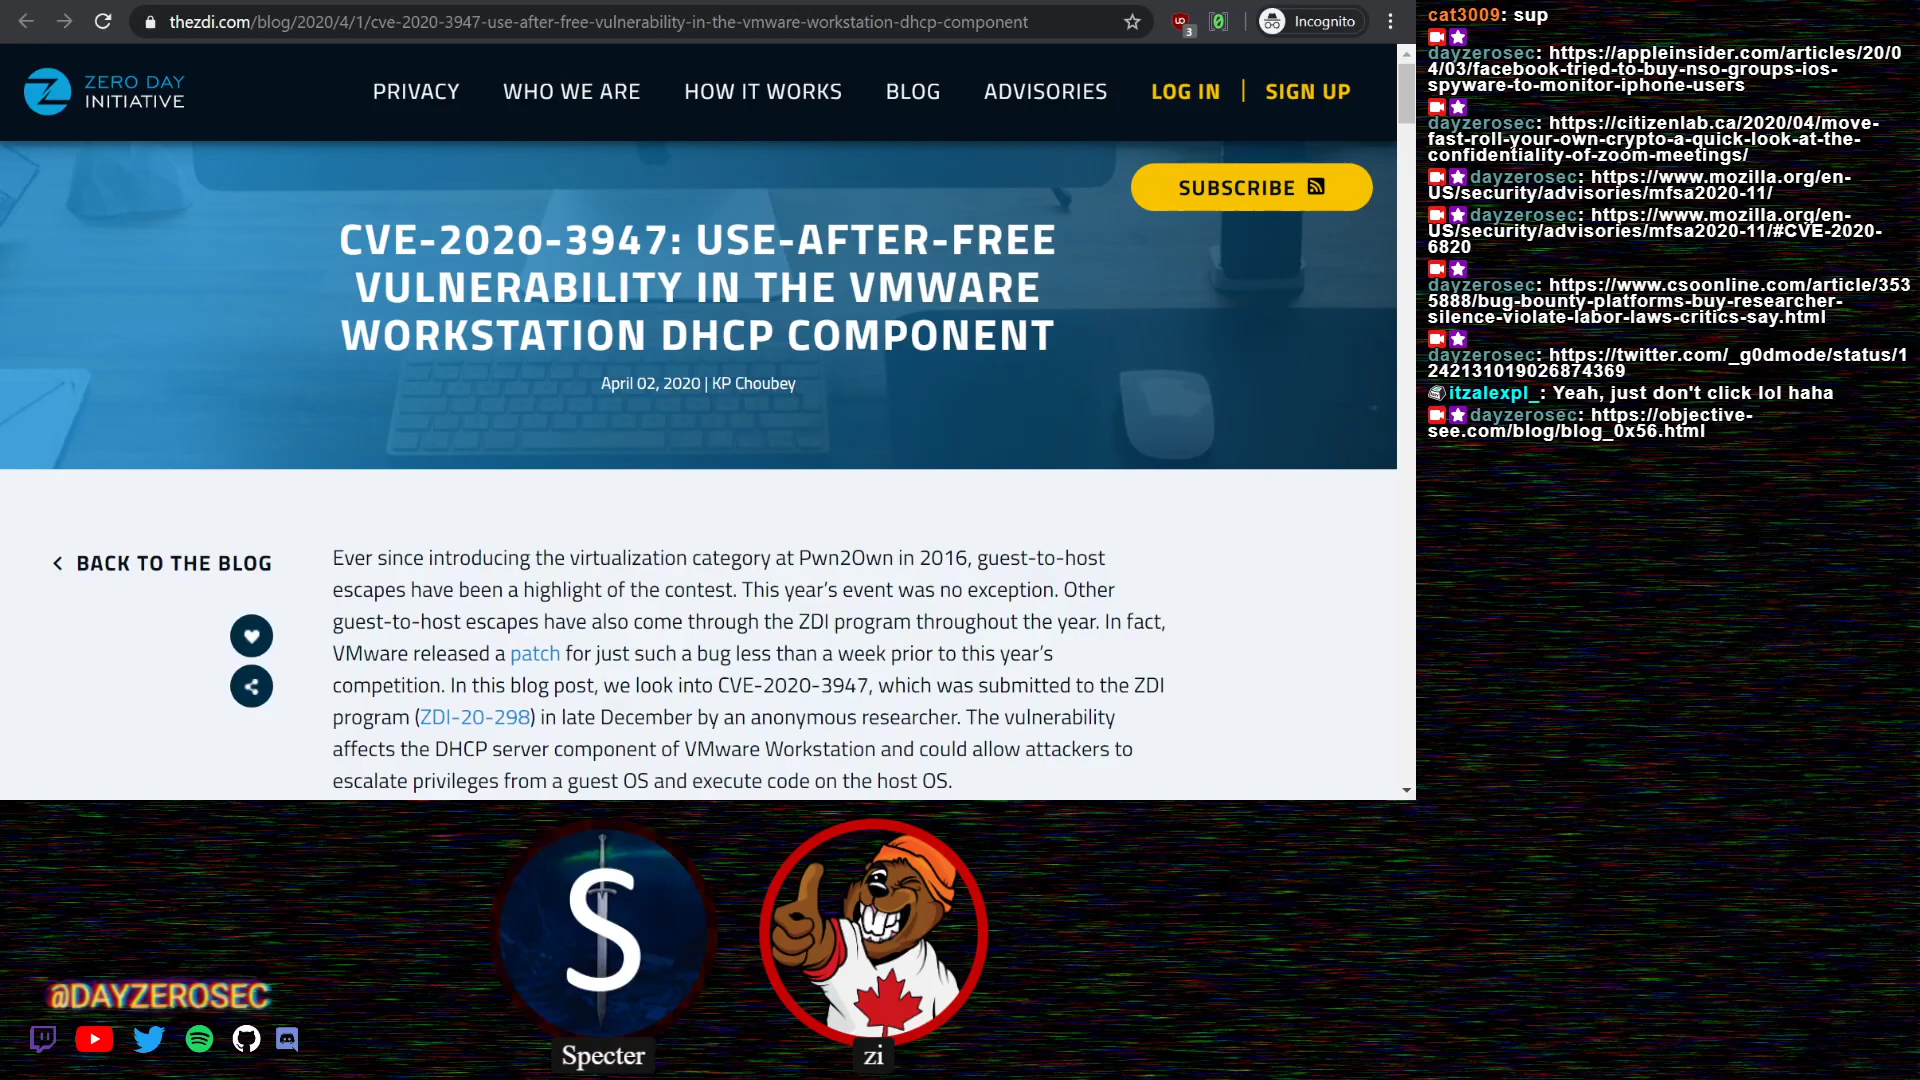 thezdi.com/blog/2020/4/1/cve-2020-3947-use-after-free-vulnerability-in-the-vmware-workstation-dhcp-component
3
Incognito
ZERO DAY
INITIATIVE
PRIVACY
WHO WE ARE
HOW IT WORKS
BLOG
ADVISORIES
LOG IN
SIGN UP
SUBSCRIBE
CVE-2020-3947: USE-AFTER-FREE
VULNERABILITY IN THE VMWARE
WORKSTATION DHCP COMPONENT
April 02, 2020 | KP Choubey
BACK TO THE BLOG
Ever since introducing the virtualization category at Pwn2Own in 2016, guest-to-host
escapes have been a highlight of the contest. This year’s event was no exception. Other
guest-to-host escapes have also come through the ZDI program throughout the year. In fact,
VMware released a patch for just such a bug less than a week prior to this year’s
competition. In this blog post, we look into CVE-2020-3947, which was submitted to the ZDI
program (ZDI-20-298) in late December by an anonymous researcher. The vulnerability
affects the DHCP server component of VMware Workstation and could allow attackers to
escalate privileges from a guest OS and execute code on the host OS.
cat3009: sup
dayzerosec: https://appleinsider.com/articles/20/0
4/03/facebook-tried-to-buy-nso-groups-ios-
spyware-to-monitor-iphone-users
dayzerosec: https://citizenlab.ca/2020/04/move-
fast-roll-your-own-crypto-a-quick-look-at-the-
confidentiality-of-zoom-meetings/
dayzerosec: https://www.mozilla.org/en-
US/security/advisories/mfsa2020-11/
dayzerosec: https://www.mozilla.org/en-
US/security/advisories/mfsa2020-11/#CVE-2020-
6820
dayzerosec: https://www.csoonline.com/article/353
5888/bug-bounty-platforms-buy-researcher-
silence-violate-labor-laws-critics-say.html
dayzerosec: https://twitter.com/_g0dmode/status/1
242131019026874369
itzalexpl_: Yeah, just don't click lol haha
dayzerosec: https://objective-
see.com/blog/blog_0x56.html
@DAYZEROSEC
S
Specter
zi